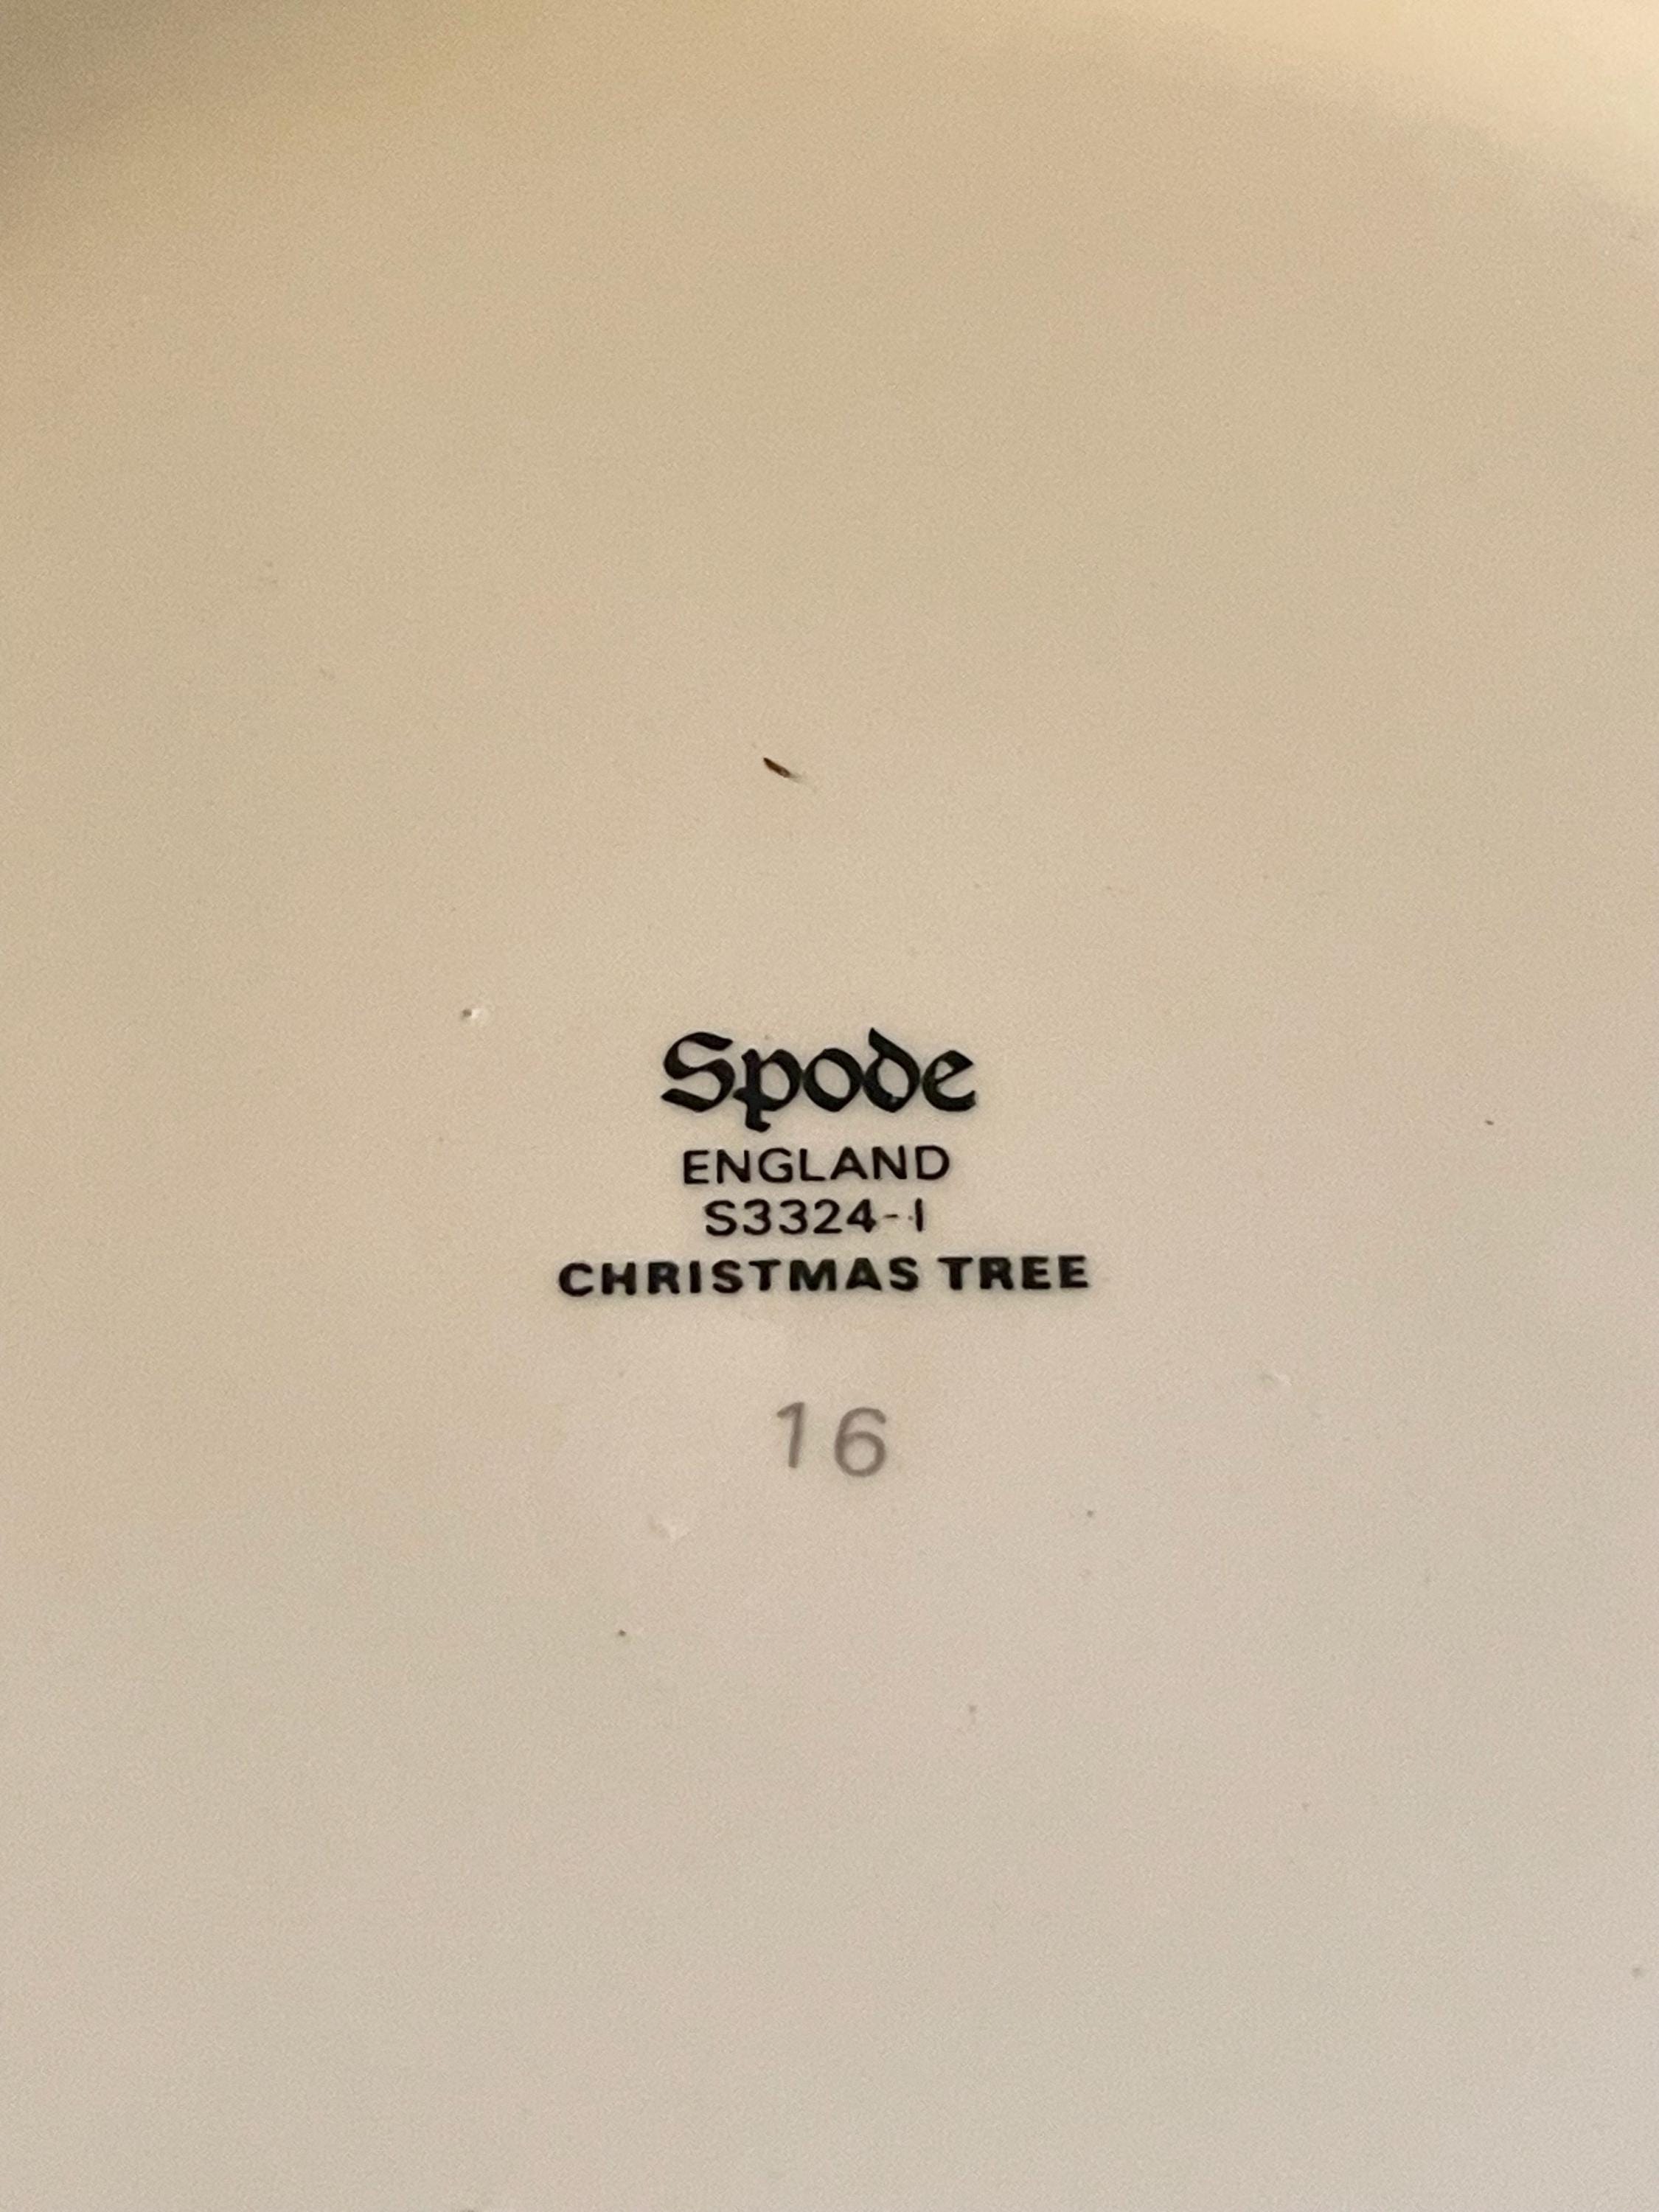 Spode
ENGLAND
S3324-I
CHRISTMAS TREE
16